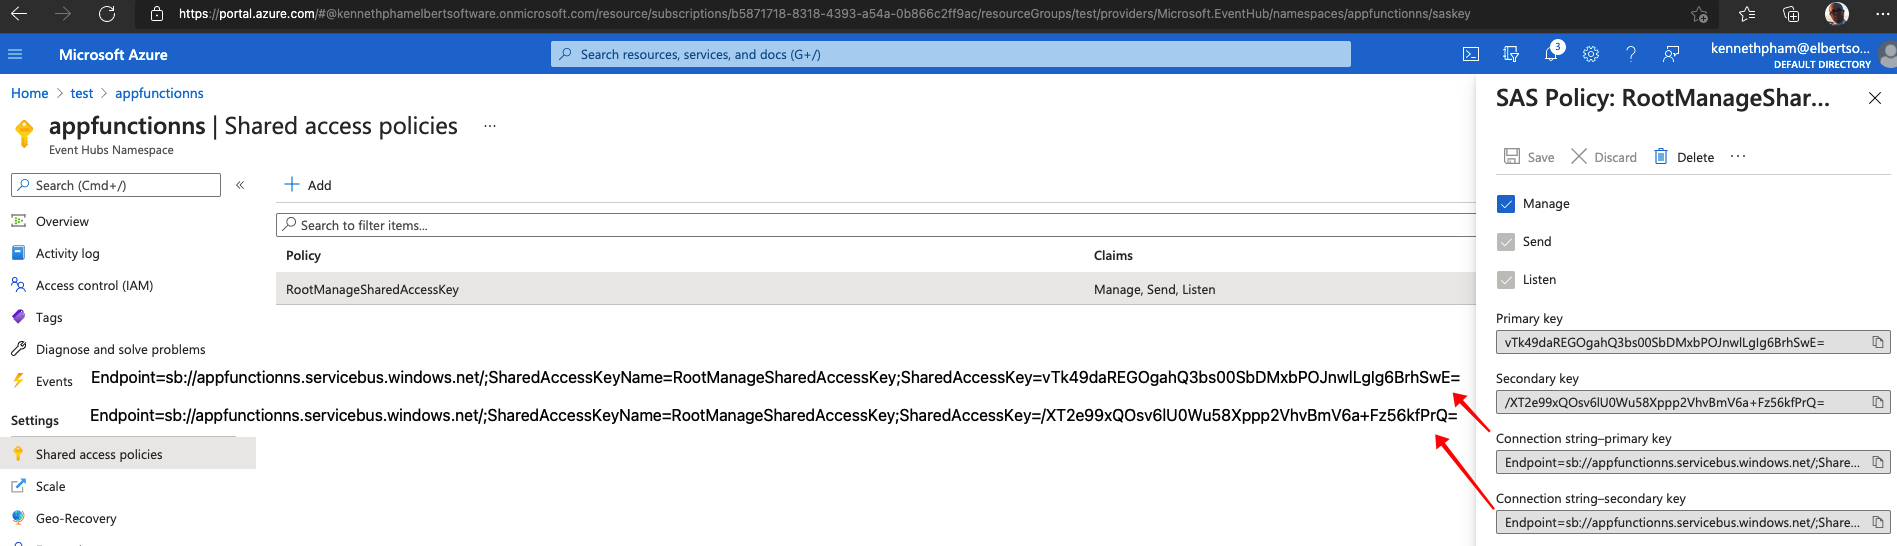 https://portal.azure.com/#@kennethphamelbertsoftware.onmicrosoft.com/resource/subscriptions/b5871718-8318-4393-a54a-0b866c2ff9ac/resourceGroups/test/providers/Microsoft.EventHub/namespaces/appfunctionns/saskey
Microsoft Azure
Search resources, services, and docs (G+/)
3
kennethpham@elbertso...
DEFAULT DIRECTORY
Home > test > appfunctionns
appfunctionns | Shared access policies ...
Event Hubs Namespace
Search (Cmd+/)
«
Overview
Activity log
Access control (IAM)
Tags
Diagnose and solve problems
Events
Settings
Shared access policies
Scale
Geo-Recovery
+ Add
Search to filter items...
Policy Claims
RootManageSharedAccessKey Manage, Send, Listen
Endpoint=sb://appfunctionns.servicebus.windows.net/;SharedAccessKeyName=RootManageSharedAccessKey;SharedAccessKey=vTk49daREGOgahQ3bs00SbDMxbPOJnwlLgIg6BrhSwE=
Endpoint=sb://appfunctionns.servicebus.windows.net/;SharedAccessKeyName=RootManageSharedAccessKey;SharedAccessKey=/XT2e99xQOsv6lU0Wu58Xppp2VhvBmV6a+Fz56kfPrQ=
SAS Policy: RootManageShar...
Save Discard Delete ...
Manage
Send
Listen
Primary key
vTk49daREGOgahQ3bs00SbDMxbPOJnwlLgIg6BrhSwE=
Secondary key
/XT2e99xQOsv6lU0Wu58Xppp2VhvBmV6a+Fz56kfPrQ=
Connection string–primary key
Endpoint=sb://appfunctionns.servicebus.windows.net/;Share...
Connection string–secondary key
Endpoint=sb://appfunctionns.servicebus.windows.net/;Share...